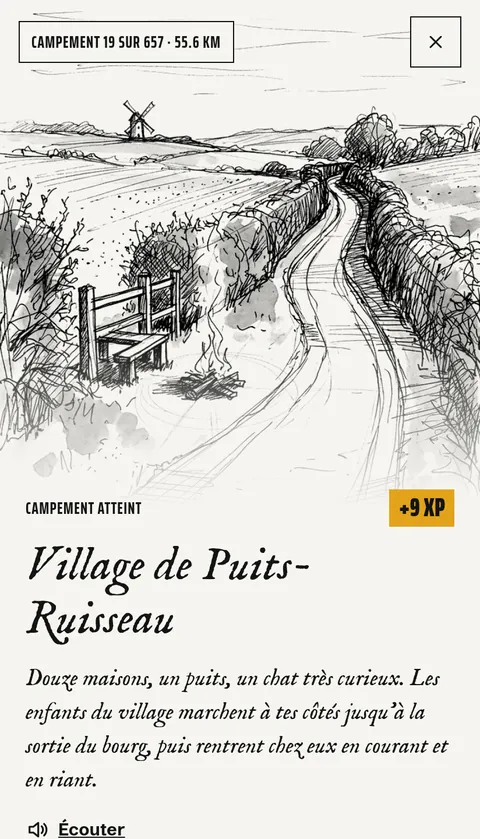 CAMPEMENT 19 SUR 657 · 55.6 KM
CAMPEMENT ATTEINT
+9 XP
Village de Puits-
Ruisseau
Douze maisons, un puits, un chat très curieux. Les
enfants du village marchent à tes côtés jusqu’à la
sortie du bourg, puis rentrent chez eux en courant et
en riant.
Écouter